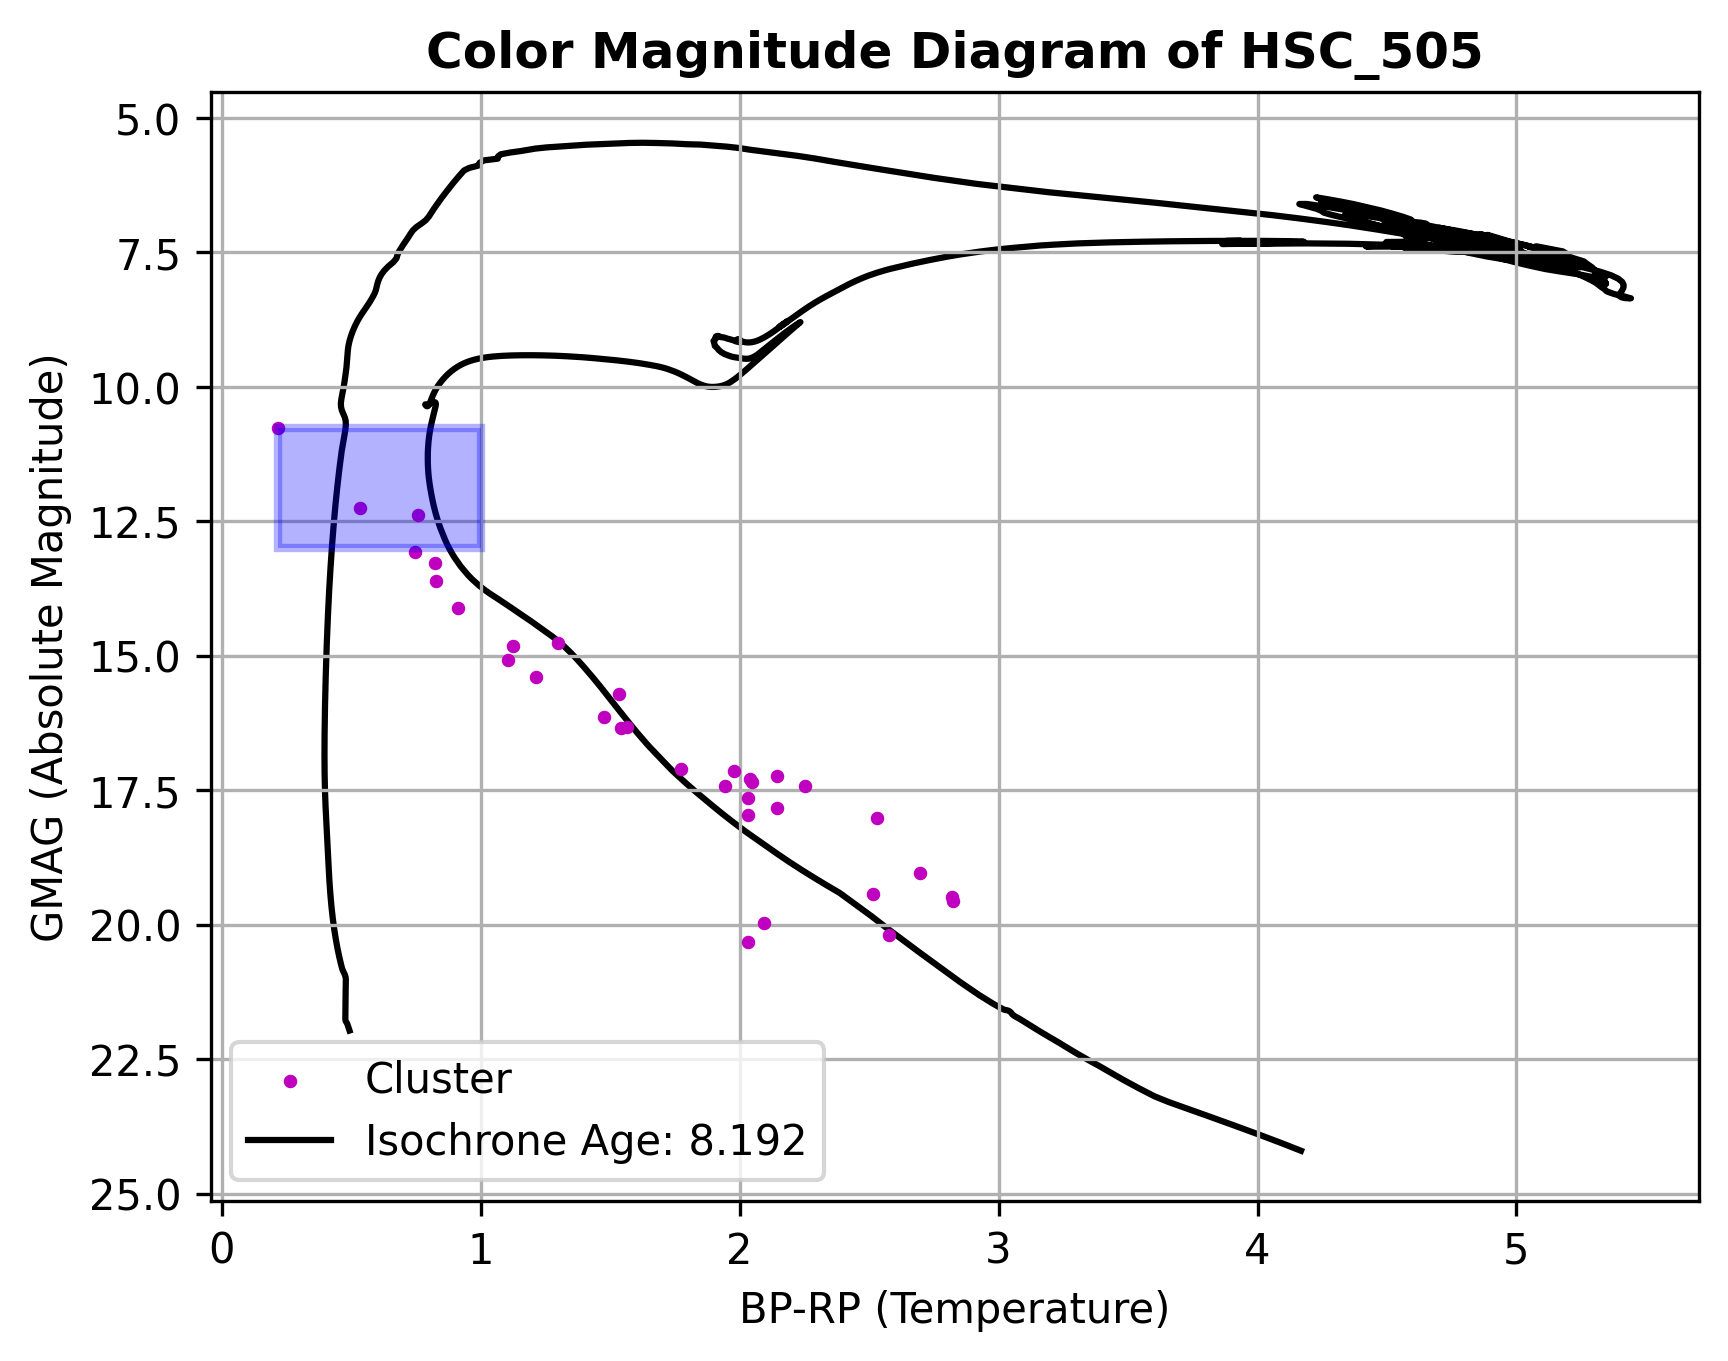 Color Magnitude Diagram of HSC_505
5.0
7.5
10.0
12.5
15.0
17.5
20.0
22.5
25.0
GMAG (Absolute Magnitude)
Cluster
Isochrone Age: 8.192
0 1 2 3 4 5
BP-RP (Temperature)